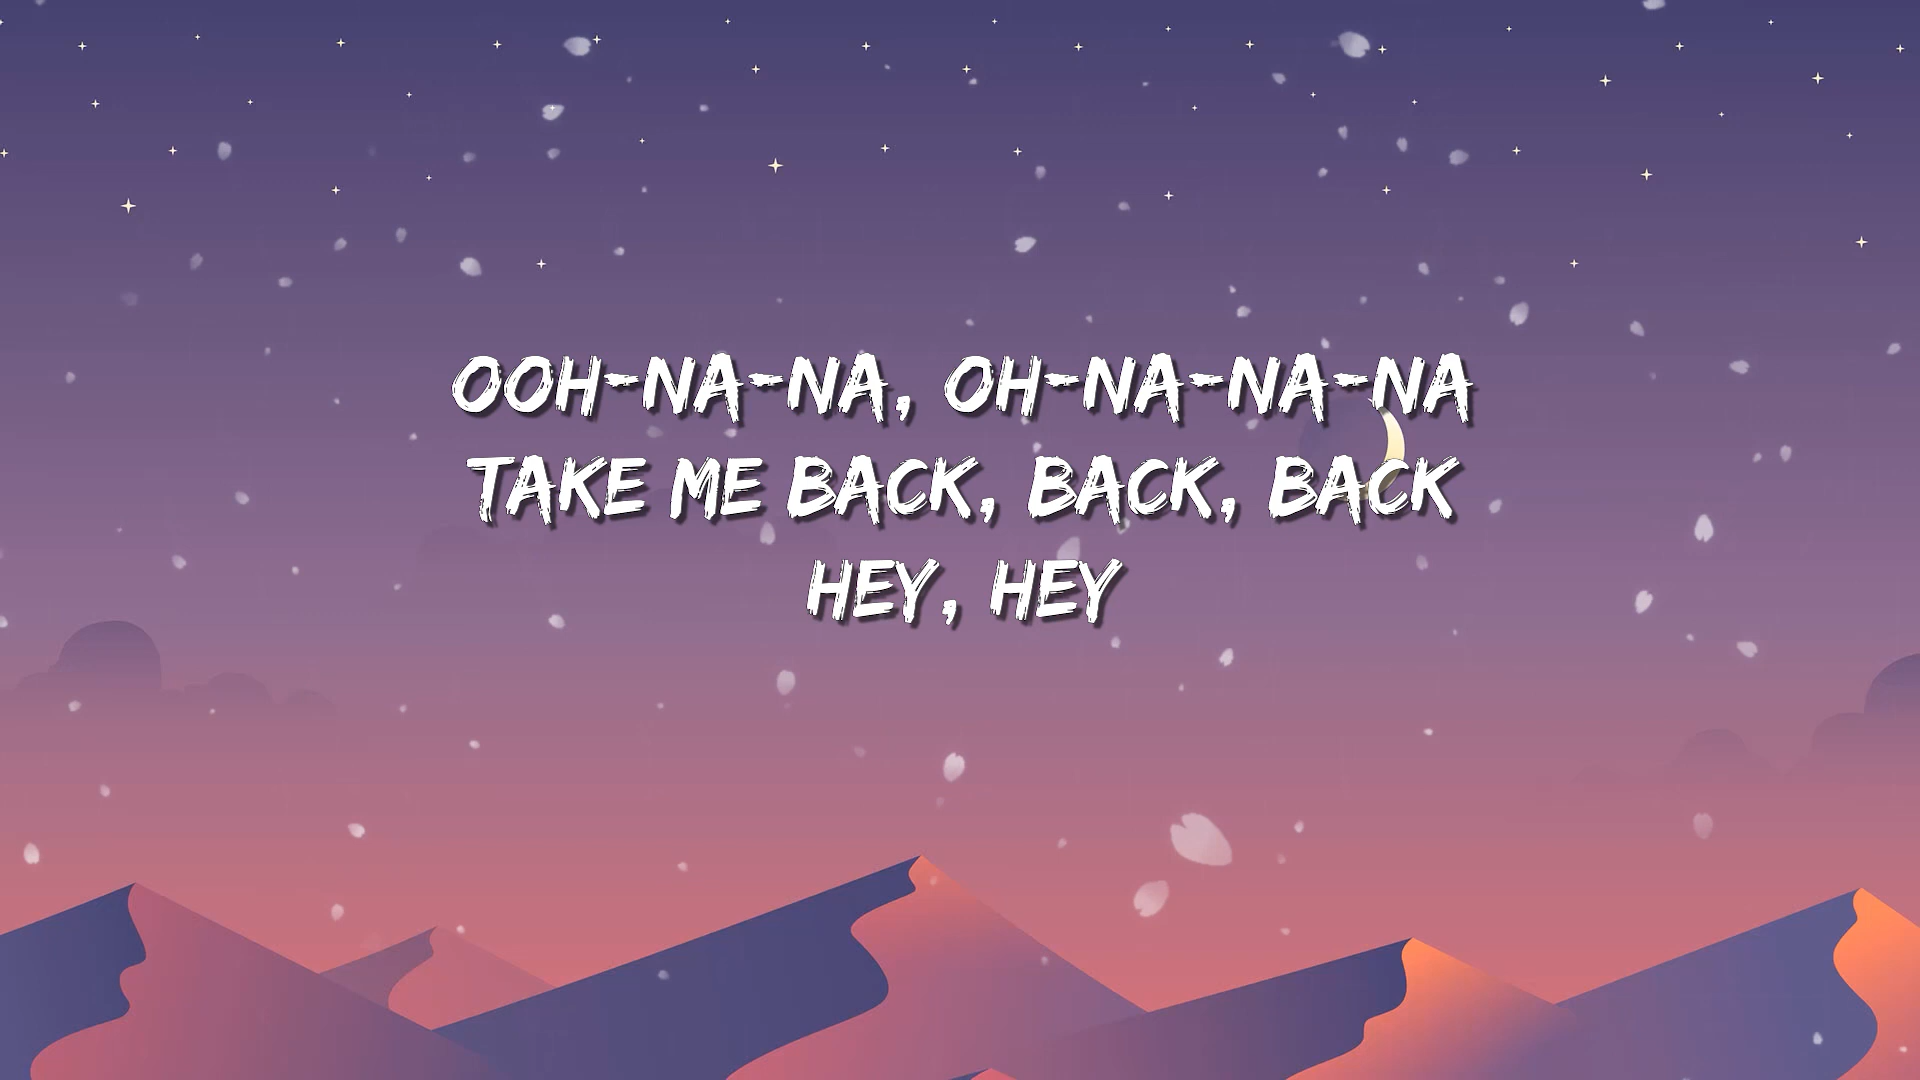 OOH-NA-NA, OH-NA-NA-NA
TAKE ME BACK, BACK, BACK
HEY, HEY